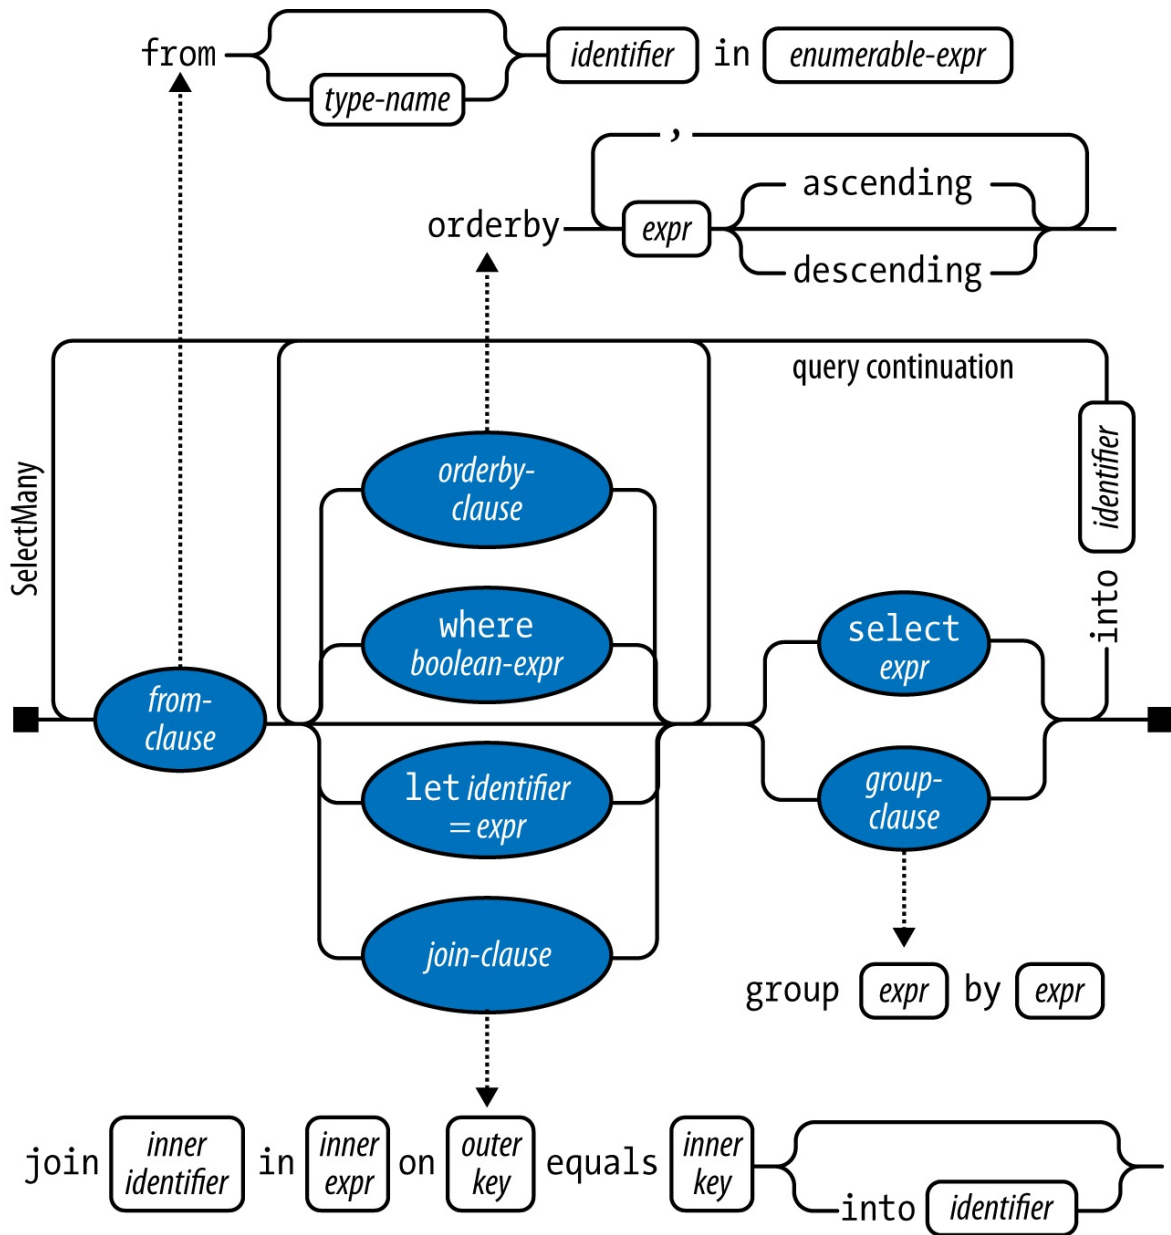 from type-name identifier in enumerable-expr
,
orderby expr ascending
descending
query continuation
SelectMany
identifier
into
orderby-
clause
where
boolean-expr
from-
clause
let identifier
= expr
join-clause
select
expr
group-
clause
group expr by expr
join inner identifier in inner expr on outer key equals inner key into identifier